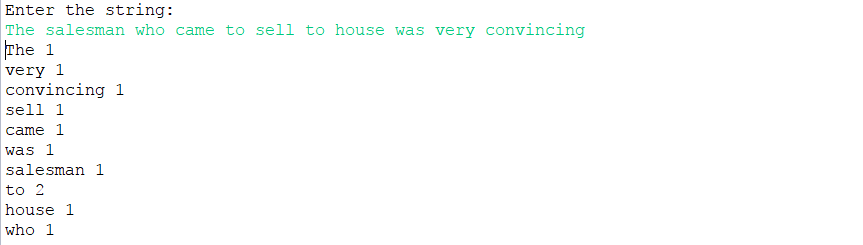 Enter the string:
The salesman who came to sell to house was very convincing
The 1
very 1
convincing 1
sell 1
came 1
was 1
salesman 1
to 2
house 1
who 1